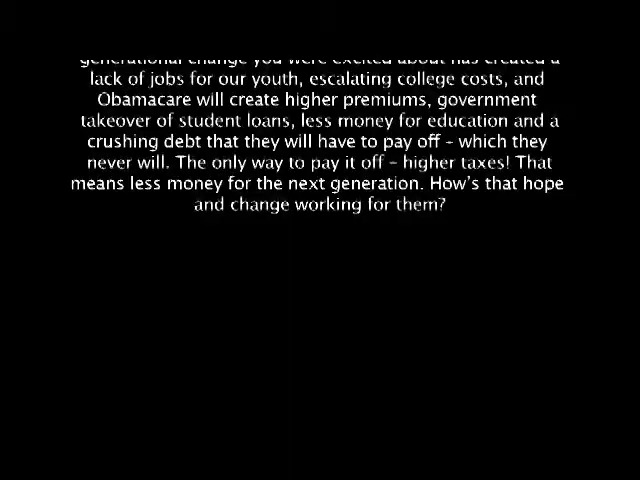 generational change you were excited about has created a
lack of jobs for our youth, escalating college costs, and
Obamacare will create higher premiums, government
takeover of student loans, less money for education and a
crushing debt that they will have to pay off - which they
never will. The only way to pay it off - higher taxes! That
means less money for the next generation. How's that hope
and change working for them?